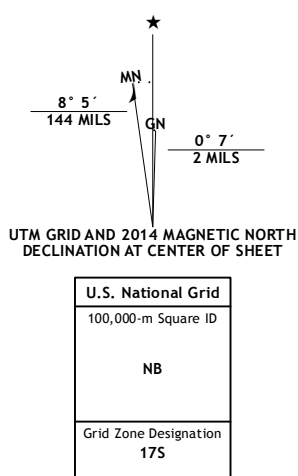 ★
MN
8° 5´
144 MILS
GN
0° 7´
2 MILS
UTM GRID AND 2014 MAGNETIC NORTH
DECLINATION AT CENTER OF SHEET
U.S. National Grid
100,000-m Square ID
NB
Grid Zone Designation
17S